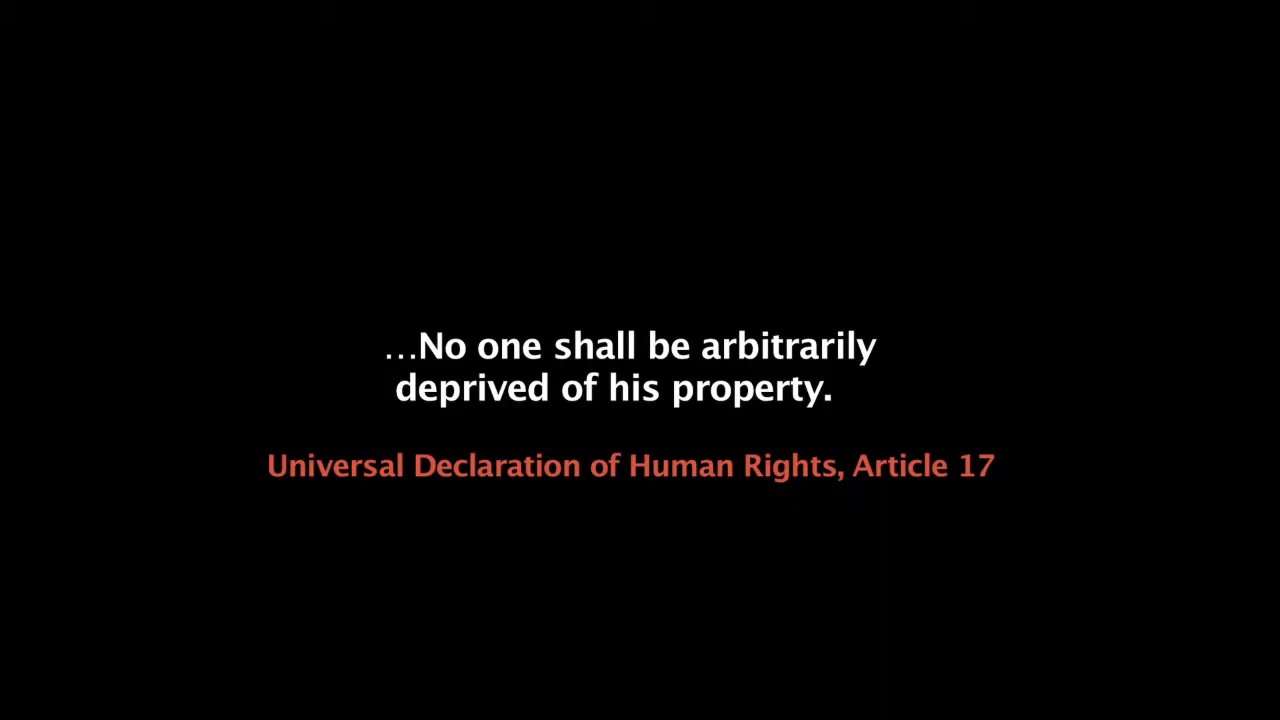 …No one shall be arbitrarily
deprived of his property.
Universal Declaration of Human Rights, Article 17